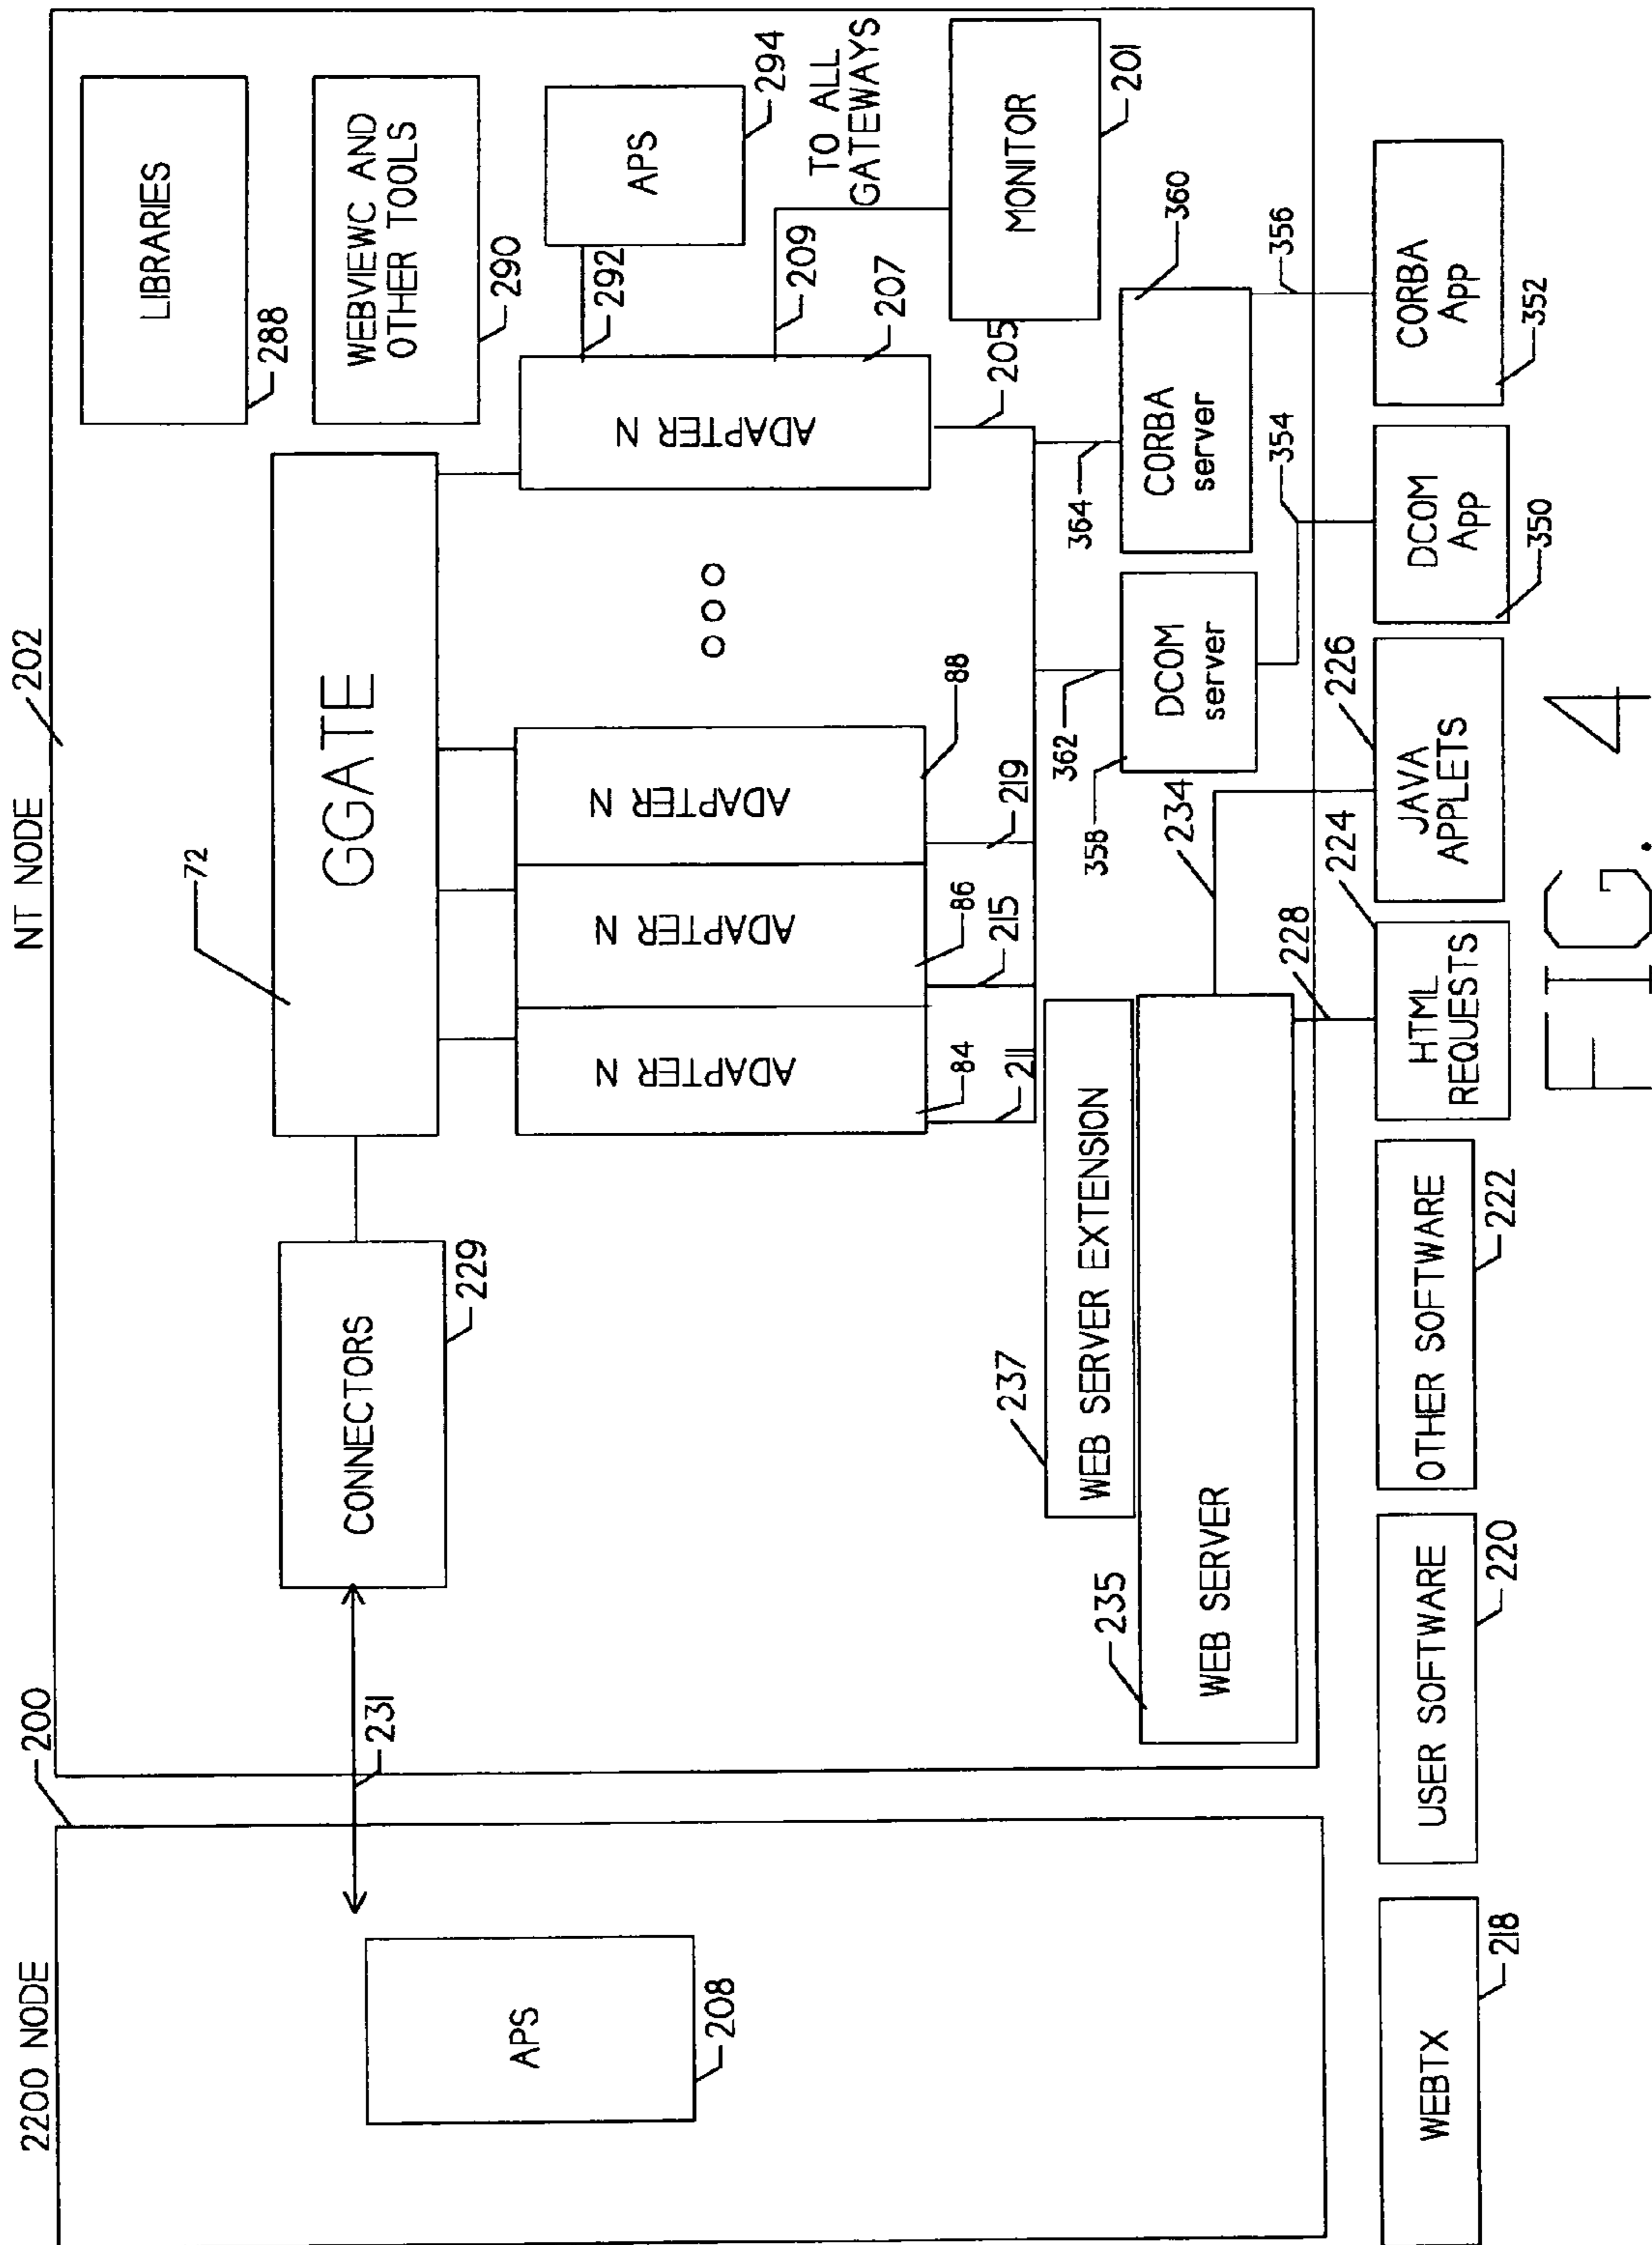 2200 NODE
200
NT NODE
202
LIBRARIES
288
WEBVIEWC AND
OTHER TOOLS
290
72
GGATE
CONNECTORS
229
231
APS
208
APS
294
292
ADAPTER N
84
ADAPTER N
86
ADAPTER N
88
ooo
ADAPTER N
207
209
TO ALL
GATEWAYS
MONITOR
201
211
215
219
205
237
WEB SERVER EXTENSION
235
WEB SERVER
234
228
362
358
DCOM
server
364
CORBA
server
360
354
356
WEBTX
218
USER SOFTWARE
220
OTHER SOFTWARE
222
HTML
REQUESTS
224
JAVA
APPLETS
226
DCOM
App
350
CORBA
App
352
FIG. 4